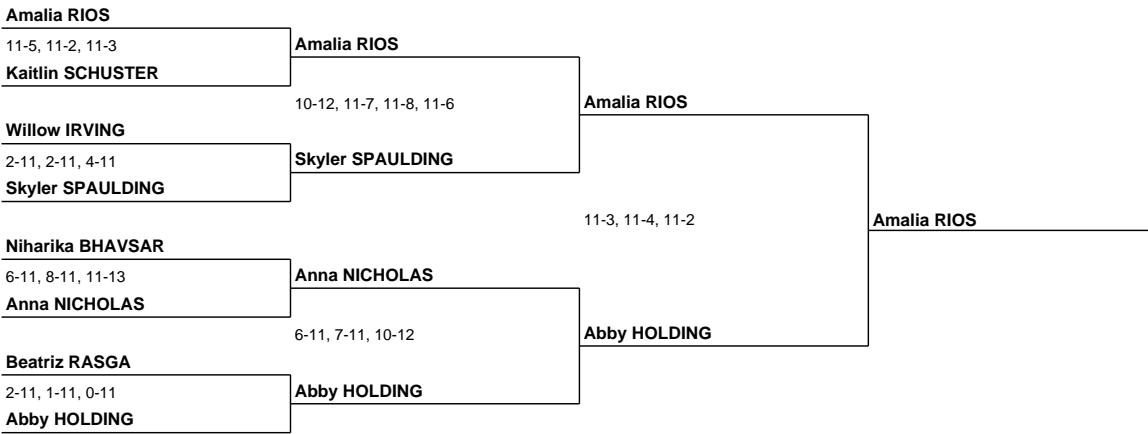 Amalia RIOS
11-5, 11-2, 11-3
Kaitlin SCHUSTER
Amalia RIOS
10-12, 11-7, 11-8, 11-6
Amalia RIOS
Willow IRVING
2-11, 2-11, 4-11
Skyler SPAULDING
Skyler SPAULDING
11-3, 11-4, 11-2
Amalia RIOS
Niharika BHAVSAR
6-11, 8-11, 11-13
Anna NICHOLAS
Anna NICHOLAS
6-11, 7-11, 10-12
Abby HOLDING
Beatriz RASGA
2-11, 1-11, 0-11
Abby HOLDING
Abby HOLDING